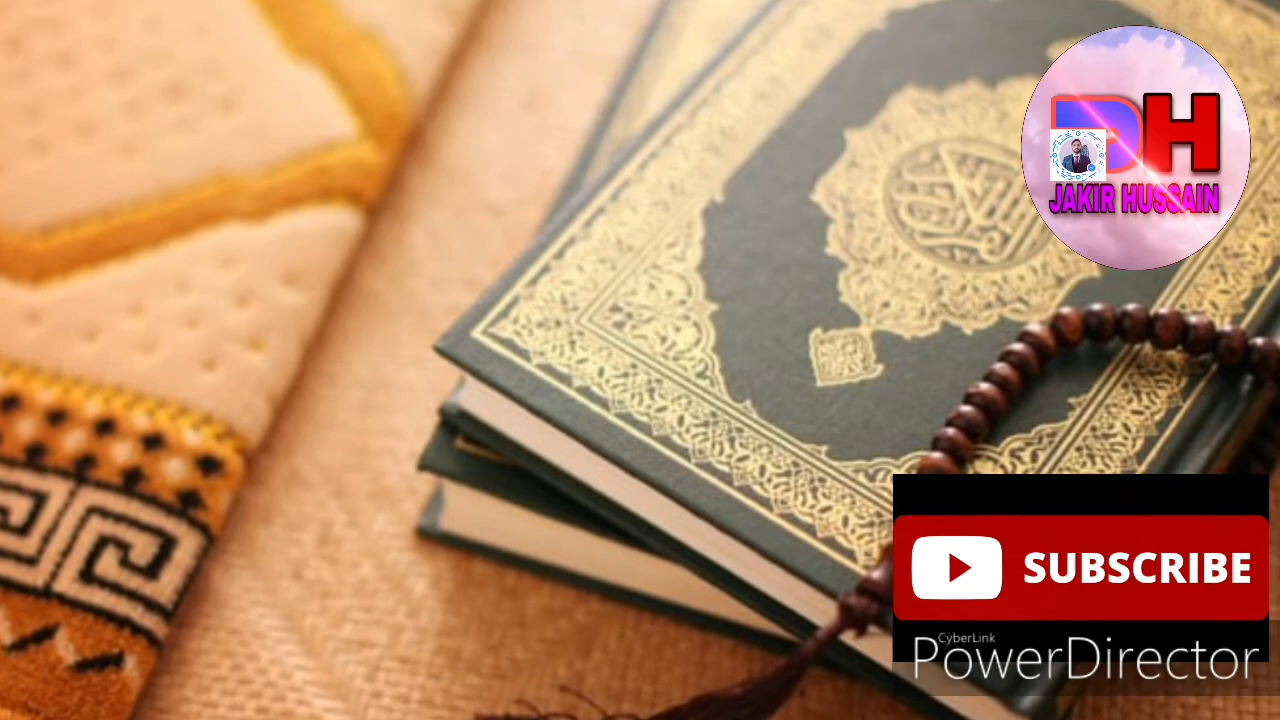 DH
JAKIR HUSSAIN
SUBSCRIBE
CyberLink
PowerDirector